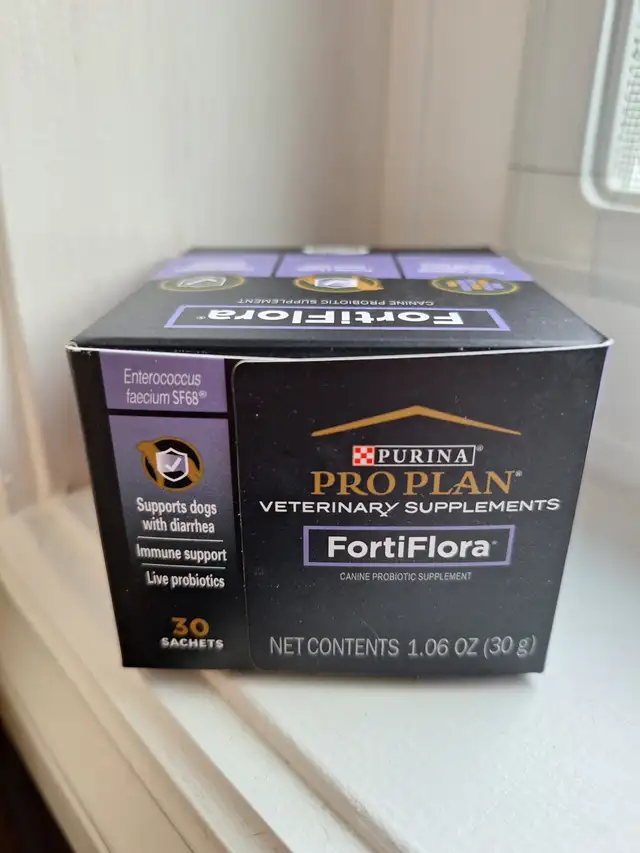 FortiFlora®
CANINE PROBIOTIC SUPPLEMENT
Enterococcus
faecium SF68®
Supports dogs
with diarrhea
Immune support
Live probiotics
30
SACHETS
PURINA®
PRO PLAN®
VETERINARY SUPPLEMENTS
FortiFlora®
CANINE PROBIOTIC SUPPLEMENT
NET CONTENTS 1.06 OZ (30 g)